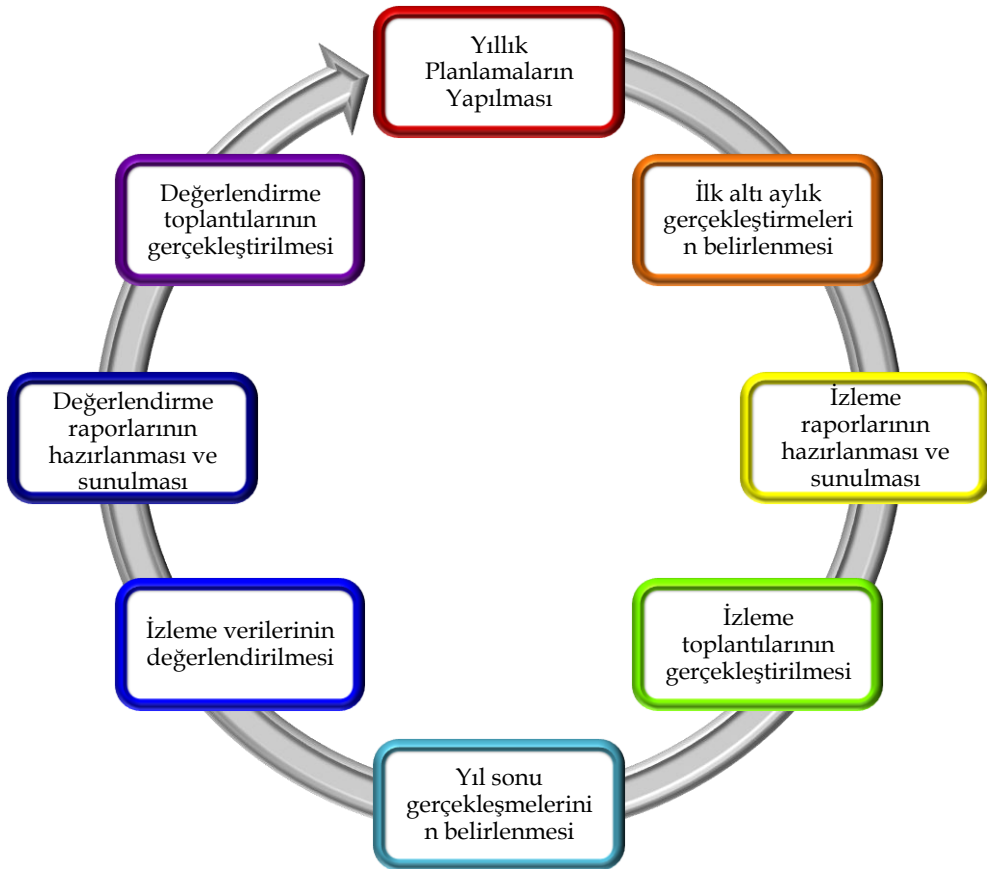 Yıllık
Planlamaların
Yapılması
İlk altı aylık
gerçekleştirmeleri
n belirlenmesi
İzleme
raporlarının
hazırlanması ve
sunulması
İzleme
toplantılarının
gerçekleştirilmesi
Yıl sonu
gerçekleşmelerini
n belirlenmesi
İzleme verilerinin
değerlendirilmesi
Değerlendirme
raporlarının
hazırlanması ve
sunulması
Değerlendirme
toplantılarının
gerçekleştirilmesi